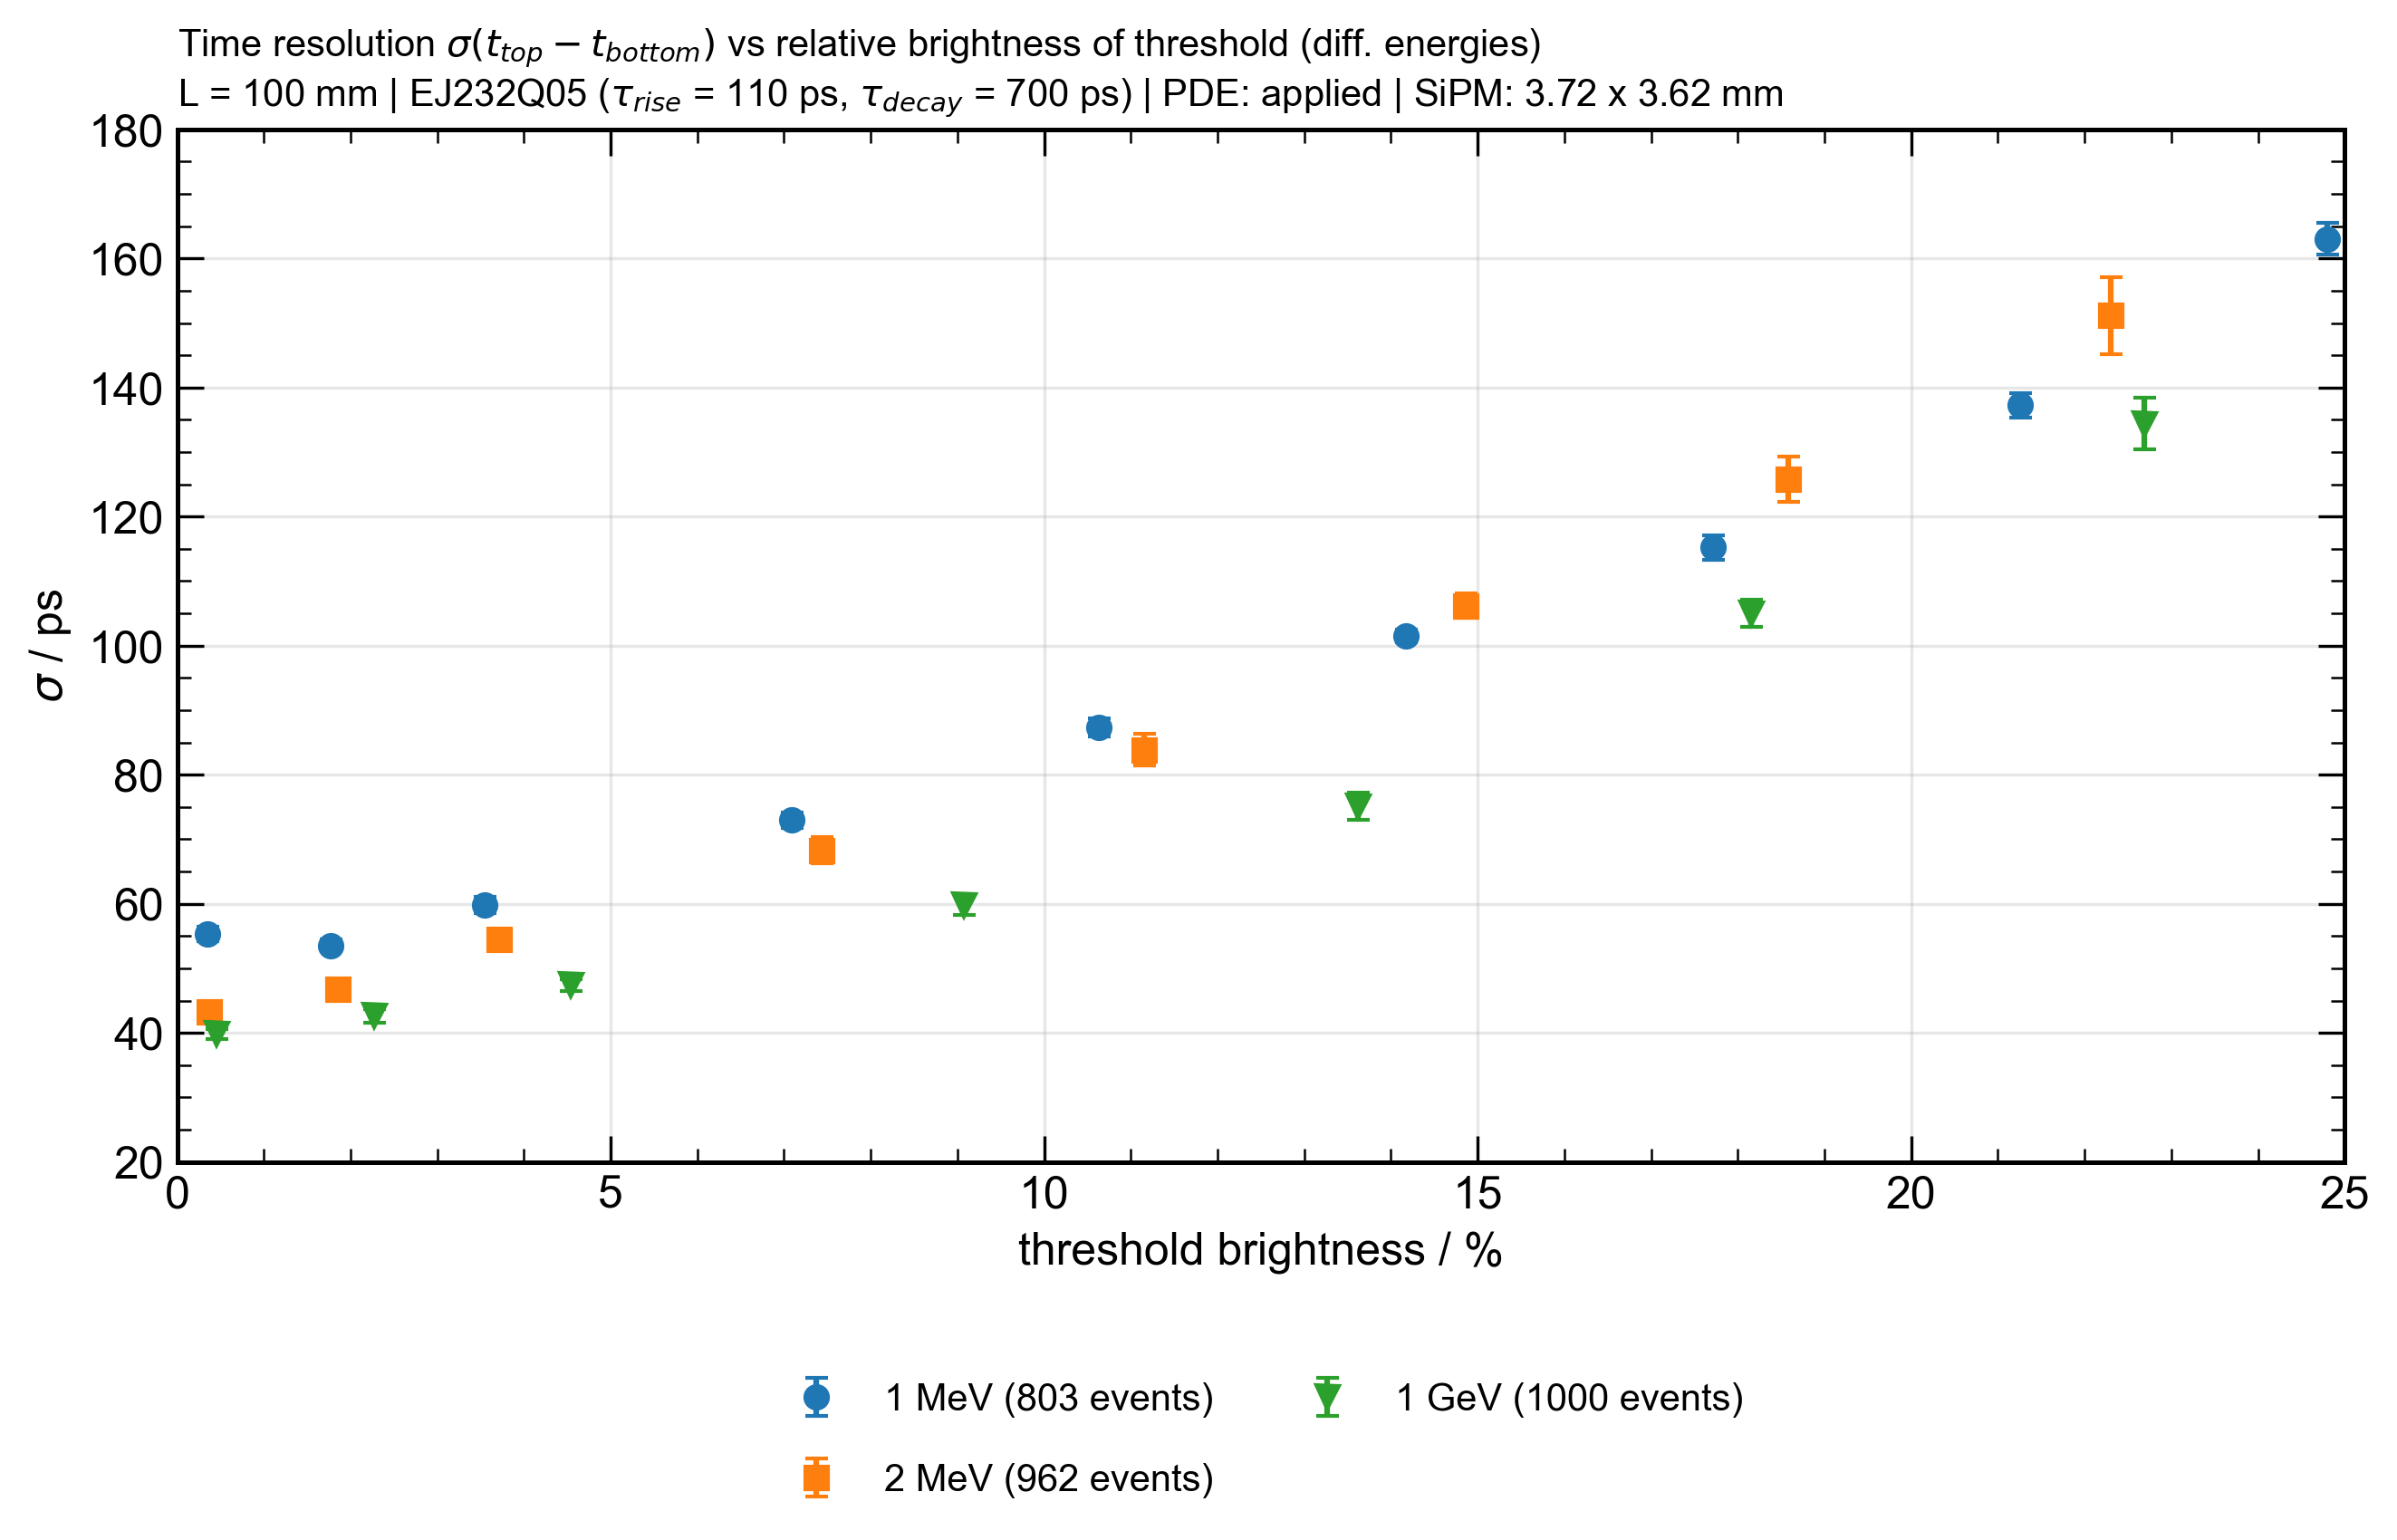 Time resolution σ(t_top − t_bottom) vs relative brightness of threshold (diff. energies)
L = 100 mm | EJ232Q05 (τ_rise = 110 ps, τ_decay = 700 ps) | PDE: applied | SiPM: 3.72 x 3.62 mm
180
160
140
120
100
80
60
40
20
σ / ps
0 5 10 15 20 25
threshold brightness / %
1 MeV (803 events)
2 MeV (962 events)
1 GeV (1000 events)